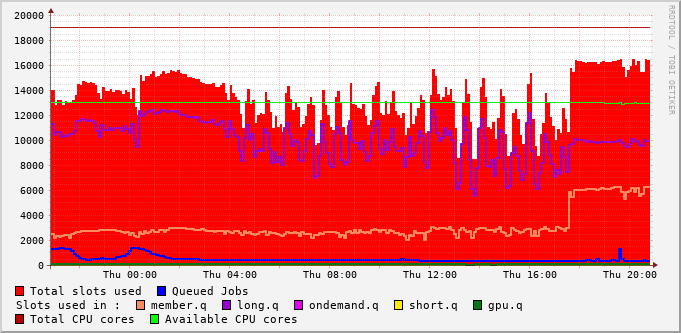 20000
18000
16000
14000
12000
10000
8000
6000
4000
2000
0
Thu 00:00 Thu 04:00 Thu 08:00 Thu 12:00 Thu 16:00 Thu 20:00
RRDTOOL / TOBI OETIKER
Total slots used Queued Jobs
Slots used in : member.q long.q ondemand.q short.q gpu.q
Total CPU cores Available CPU cores